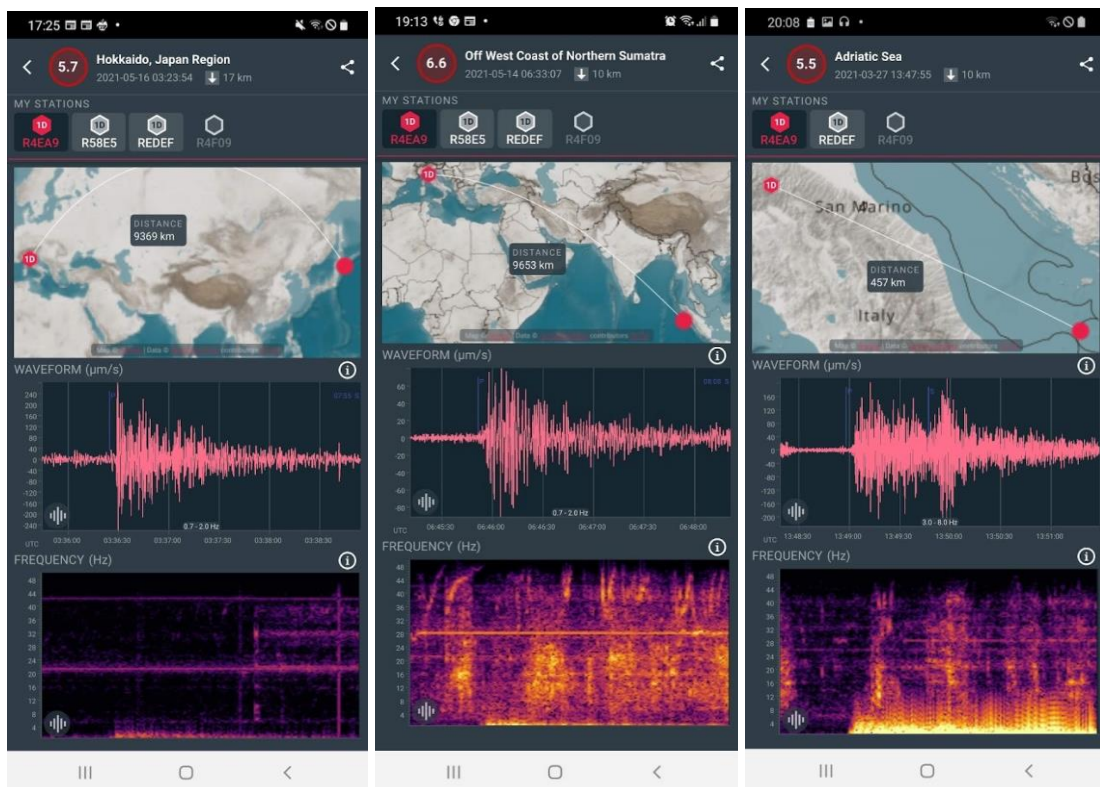 17:25
5.7
Hokkaido, Japan Region
2021-05-16 03:23:54 17 km
MY STATIONS
1D 1D 1D
R4EA9 R58E5 REDEF R4F09
1D
DISTANCE
9369 km
WAVEFORM (µm/s)
240
200
160
120
80
40
0
-40
-80
-120
-160
-200
-240
P
0.7 - 2.0 Hz
UTC 03:36:00 03:36:30 03:37:00 03:37:30 03:38:00 03:38:30
FREQUENCY (Hz)
48
44
40
36
32
28
24
20
16
12
8
4
19:13
6.6
Off West Coast of Northern Sumatra
2021-05-14 06:33:07 10 km
MY STATIONS
1D 1D 1D
R4EA9 R58E5 REDEF R4F09
1D
DISTANCE
9653 km
WAVEFORM (µm/s)
60
40
20
0
-20
-40
-60
-80
P
0.7 - 2.0 Hz
UTC 06:45:30 06:46:00 06:46:30 06:47:00 06:47:30 06:48:00
FREQUENCY (Hz)
48
44
40
36
32
28
24
20
16
12
8
4
20:08
5.5
Adriatic Sea
2021-03-27 13:47:55 10 km
MY STATIONS
1D 1D
R4EA9 REDEF R4F09
1D
Bos
San Marino
DISTANCE
457 km
Italy
WAVEFORM (µm/s)
160
120
80
40
0
-40
-80
-120
-160
-200
P S
3.0 - 8.0 Hz
UTC 13:48:30 13:49:00 13:49:30 13:50:00 13:50:30 13:51:00
FREQUENCY (Hz)
48
44
40
36
32
28
24
20
16
12
8
4